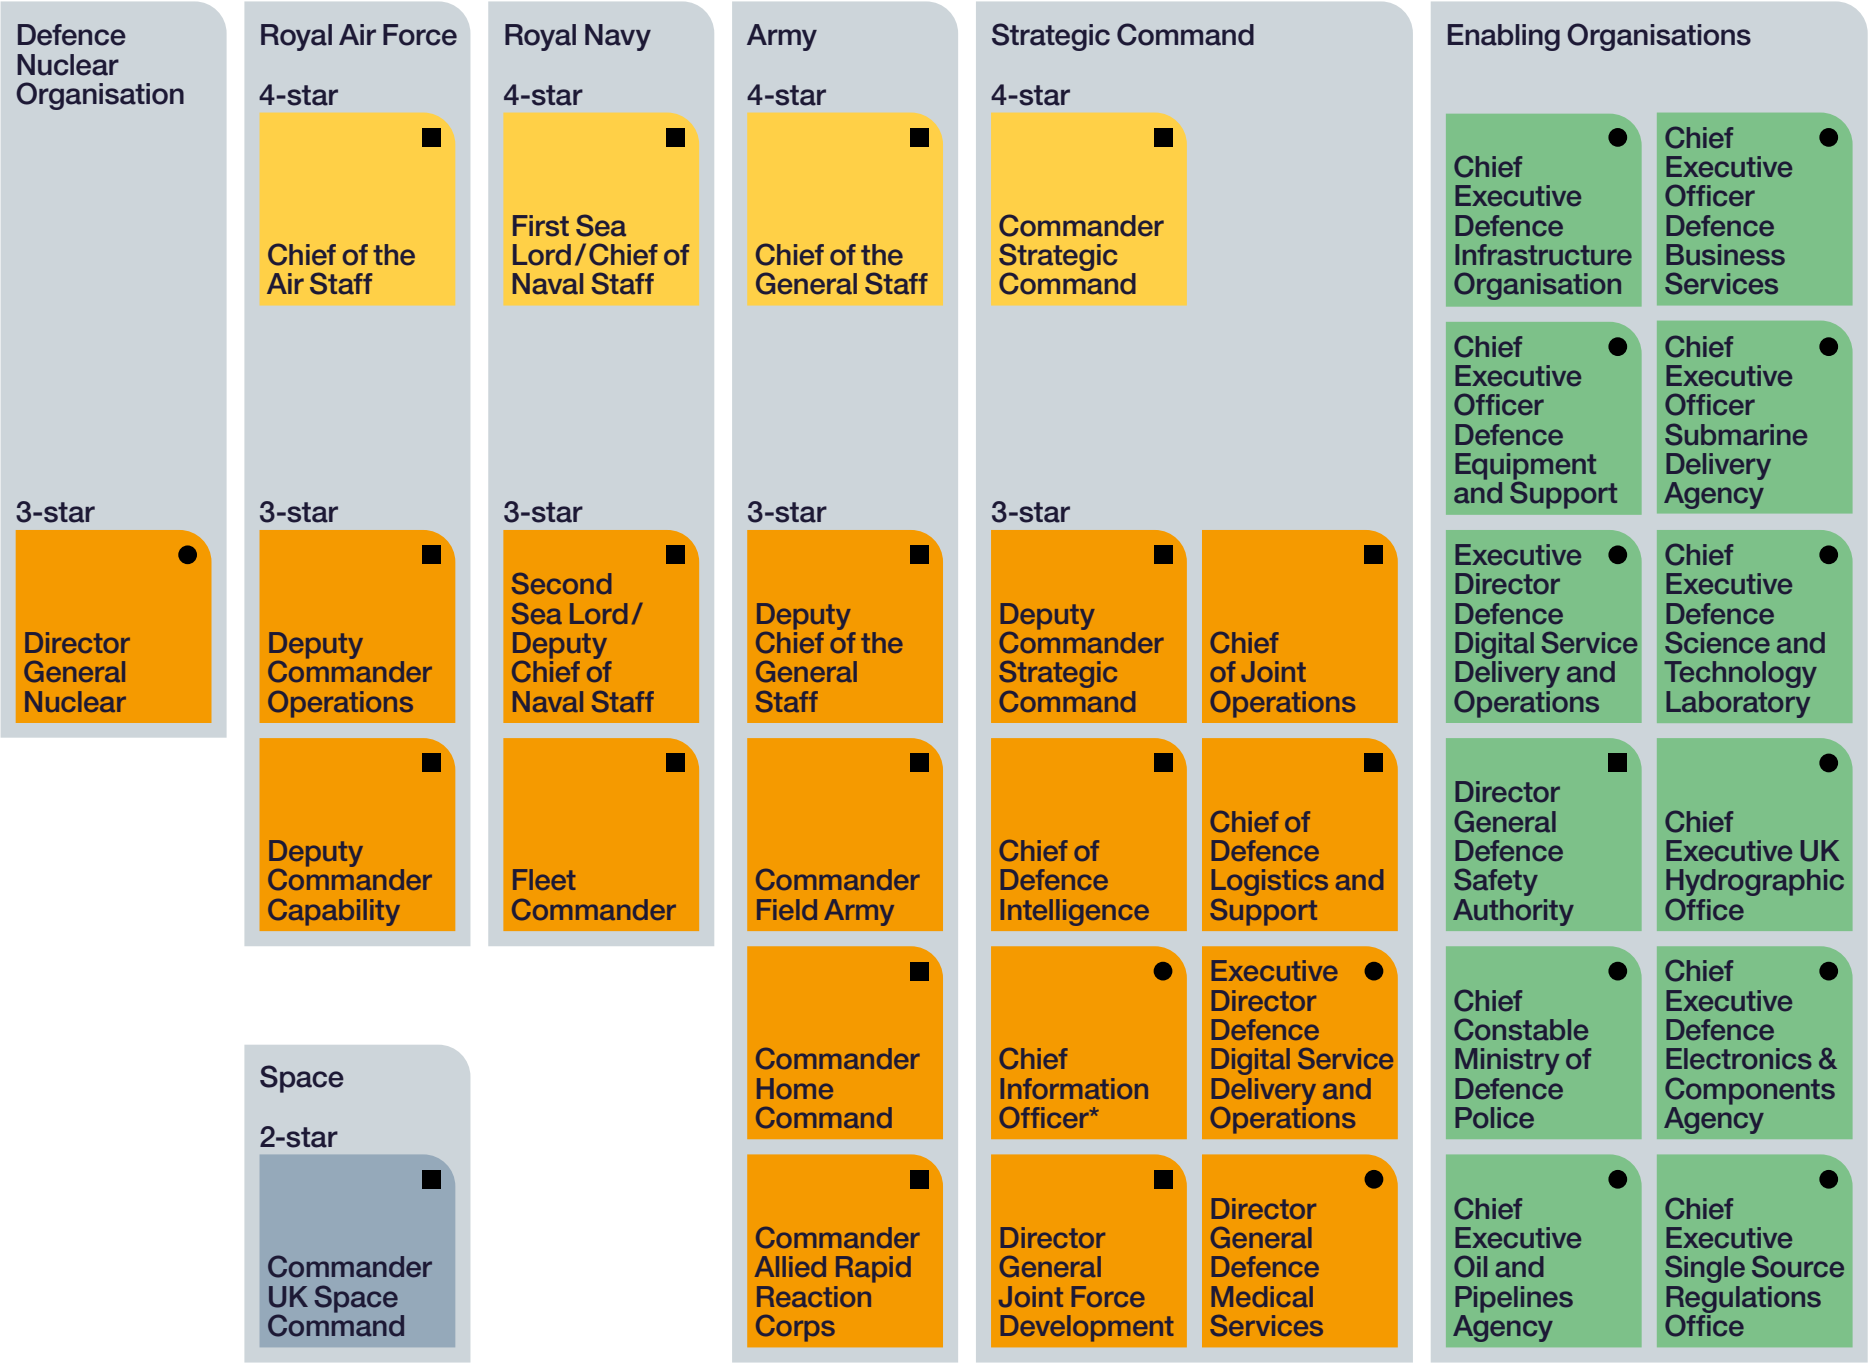 Defence
Nuclear
Organisation
3-star
Director
General
Nuclear
Royal Air Force
4-star
Chief of the
Air Staff
3-star
Deputy
Commander
Operations
Deputy
Commander
Capability
Space
2-star
Commander
UK Space
Command
Royal Navy
4-star
First Sea
Lord/Chief of
Naval Staff
3-star
Second
Sea Lord/
Deputy
Chief of
Naval Staff
Fleet
Commander
Army
4-star
Chief of the
General Staff
3-star
Deputy
Chief of the
General
Staff
Commander
Field Army
Commander
Home
Command
Commander
Allied Rapid
Reaction
Corps
Strategic Command
4-star
Commander
Strategic
Command
3-star
Deputy
Commander
Strategic
Command
Chief
of Joint
Operations
Chief of
Defence
Intelligence
Chief of
Defence
Logistics and
Support
Chief
Information
Officer*
Executive
Director
Defence
Digital Service
Delivery and
Operations
Director
General
Joint Force
Development
Director
General
Defence
Medical
Services
Enabling Organisations
Chief
Executive
Defence
Infrastructure
Organisation
Chief
Executive
Officer
Defence
Business
Services
Chief
Executive
Officer
Defence
Equipment
and Support
Chief
Executive
Officer
Submarine
Delivery
Agency
Executive
Director
Defence
Digital Service
Delivery and
Operations
Chief
Executive
Defence
Science and
Technology
Laboratory
Director
General
Defence
Safety
Authority
Chief
Executive UK
Hydrographic
Office
Chief
Constable
Ministry of
Defence
Police
Chief
Executive
Defence
Electronics &
Components
Agency
Chief
Executive
Oil and
Pipelines
Agency
Chief
Executive
Single Source
Regulations
Office